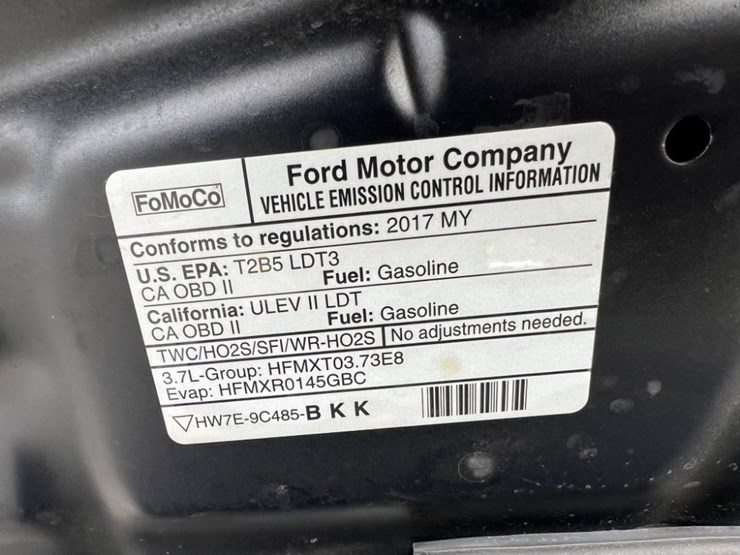 FoMoCo
Ford Motor Company
VEHICLE EMISSION CONTROL INFORMATION
Conforms to regulations: 2017 MY
U.S. EPA: T2B5 LDT3
CA OBD II Fuel: Gasoline
California: ULEV II LDT
CA OBD II Fuel: Gasoline
TWC/HO2S/SFI/WR-HO2S No adjustments needed.
3.7L-Group: HFMXT03.73E8
Evap: HFMXR0145GBC
HW7E-9C485-B K K